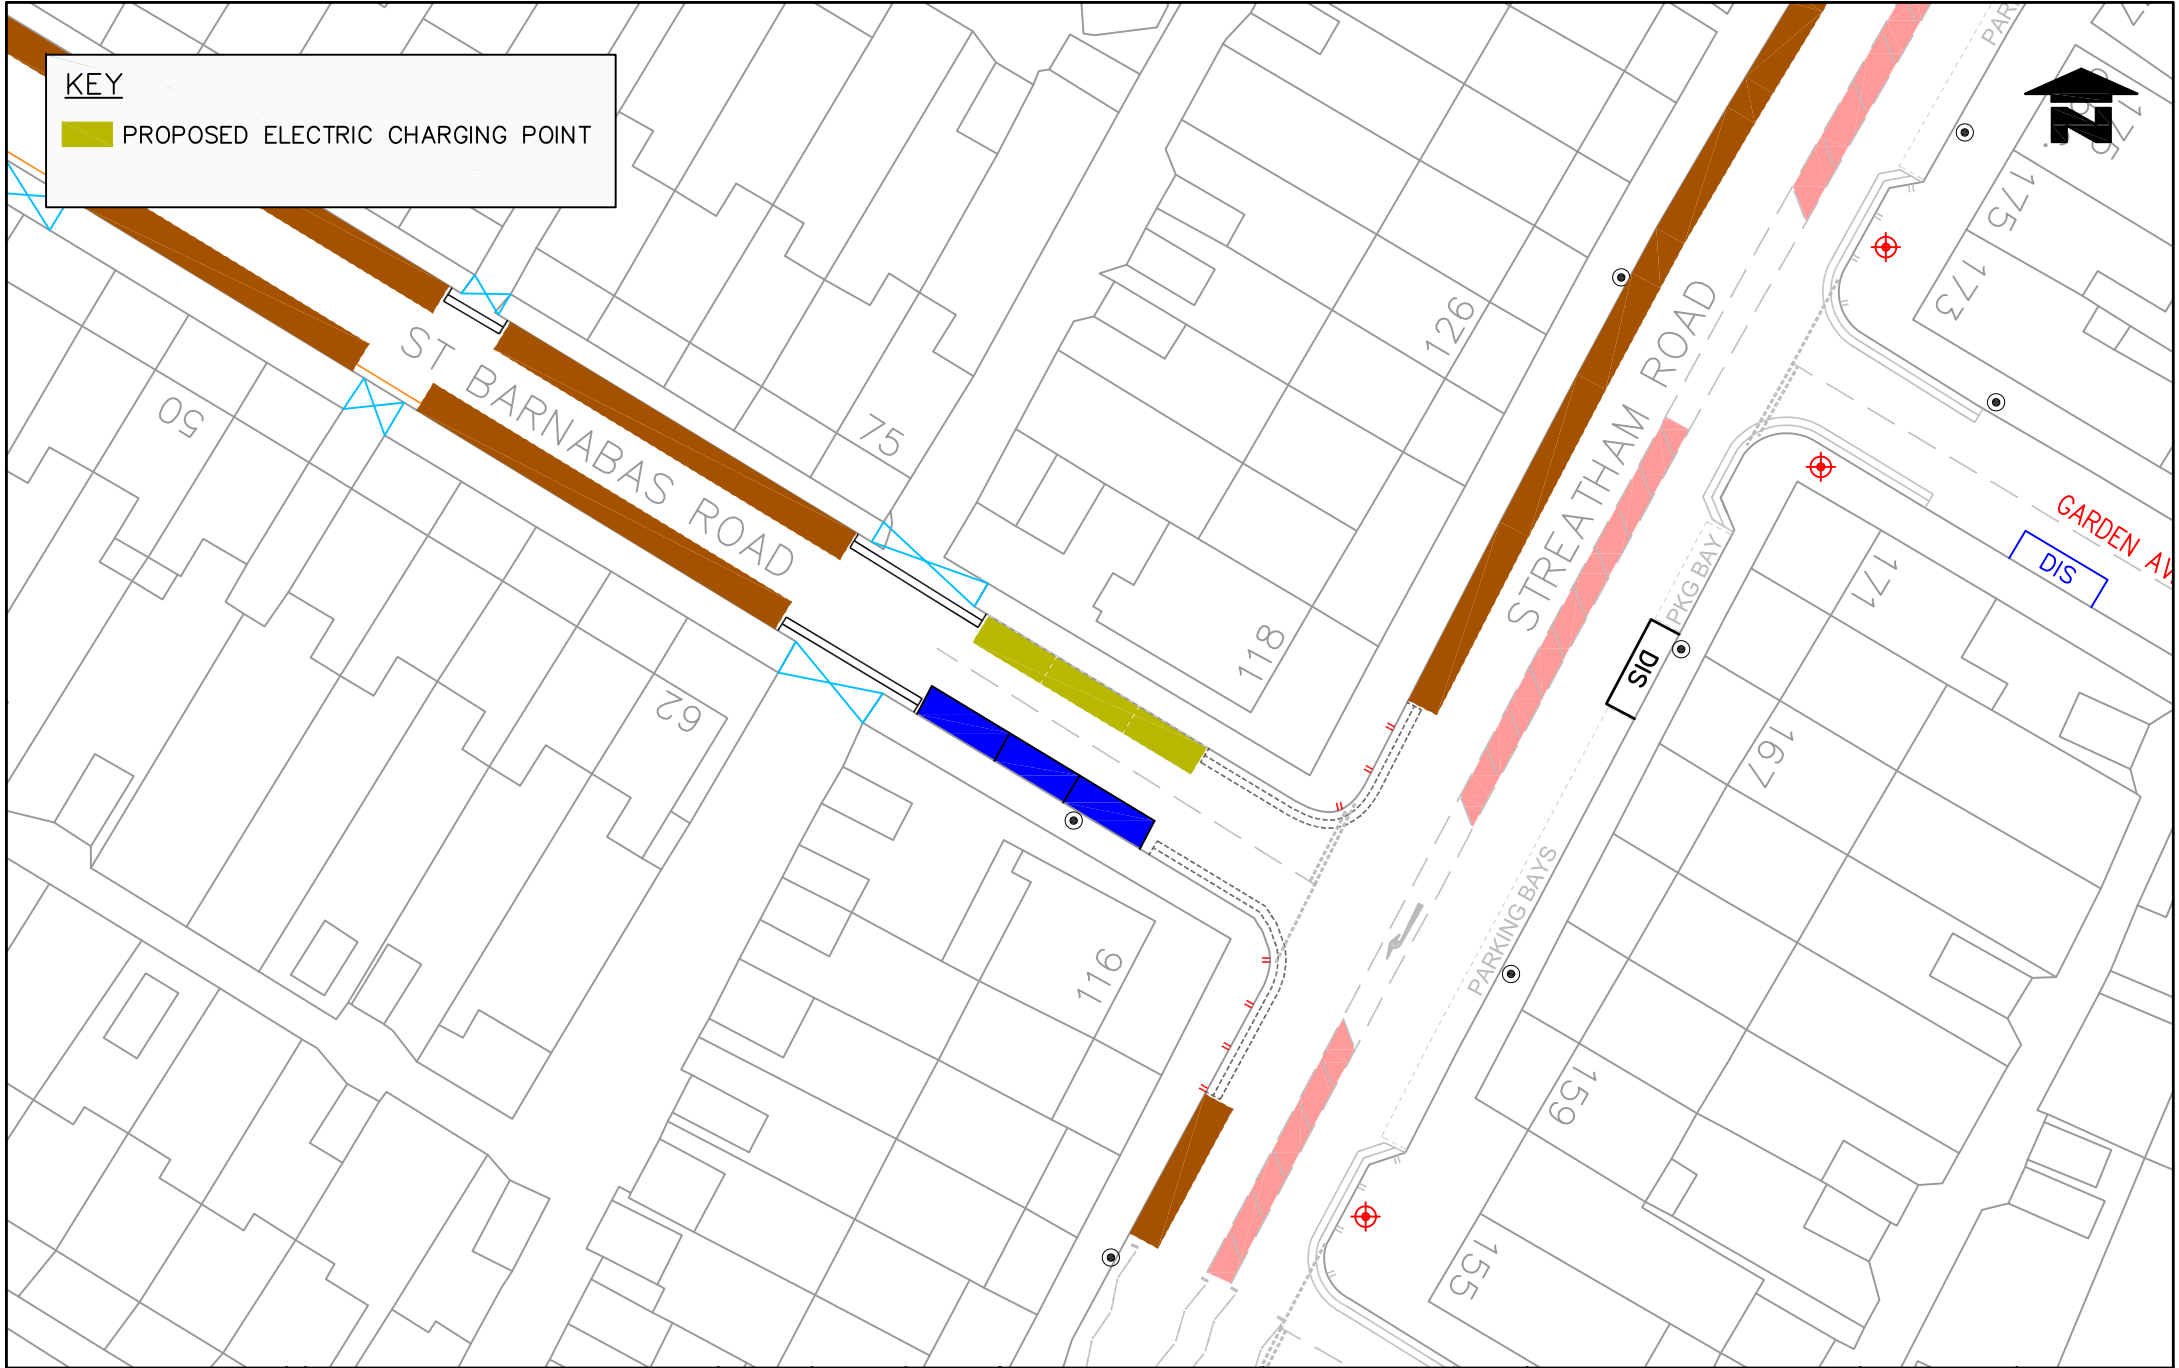 KEY
PROPOSED ELECTRIC CHARGING POINT
N
175
173
126
STREATHAM ROAD
ST BARNABAS ROAD
50
75
GARDEN AV
DIS
PKG BAY
171
118
DIS
62
167
PARKING BAYS
116
159
155